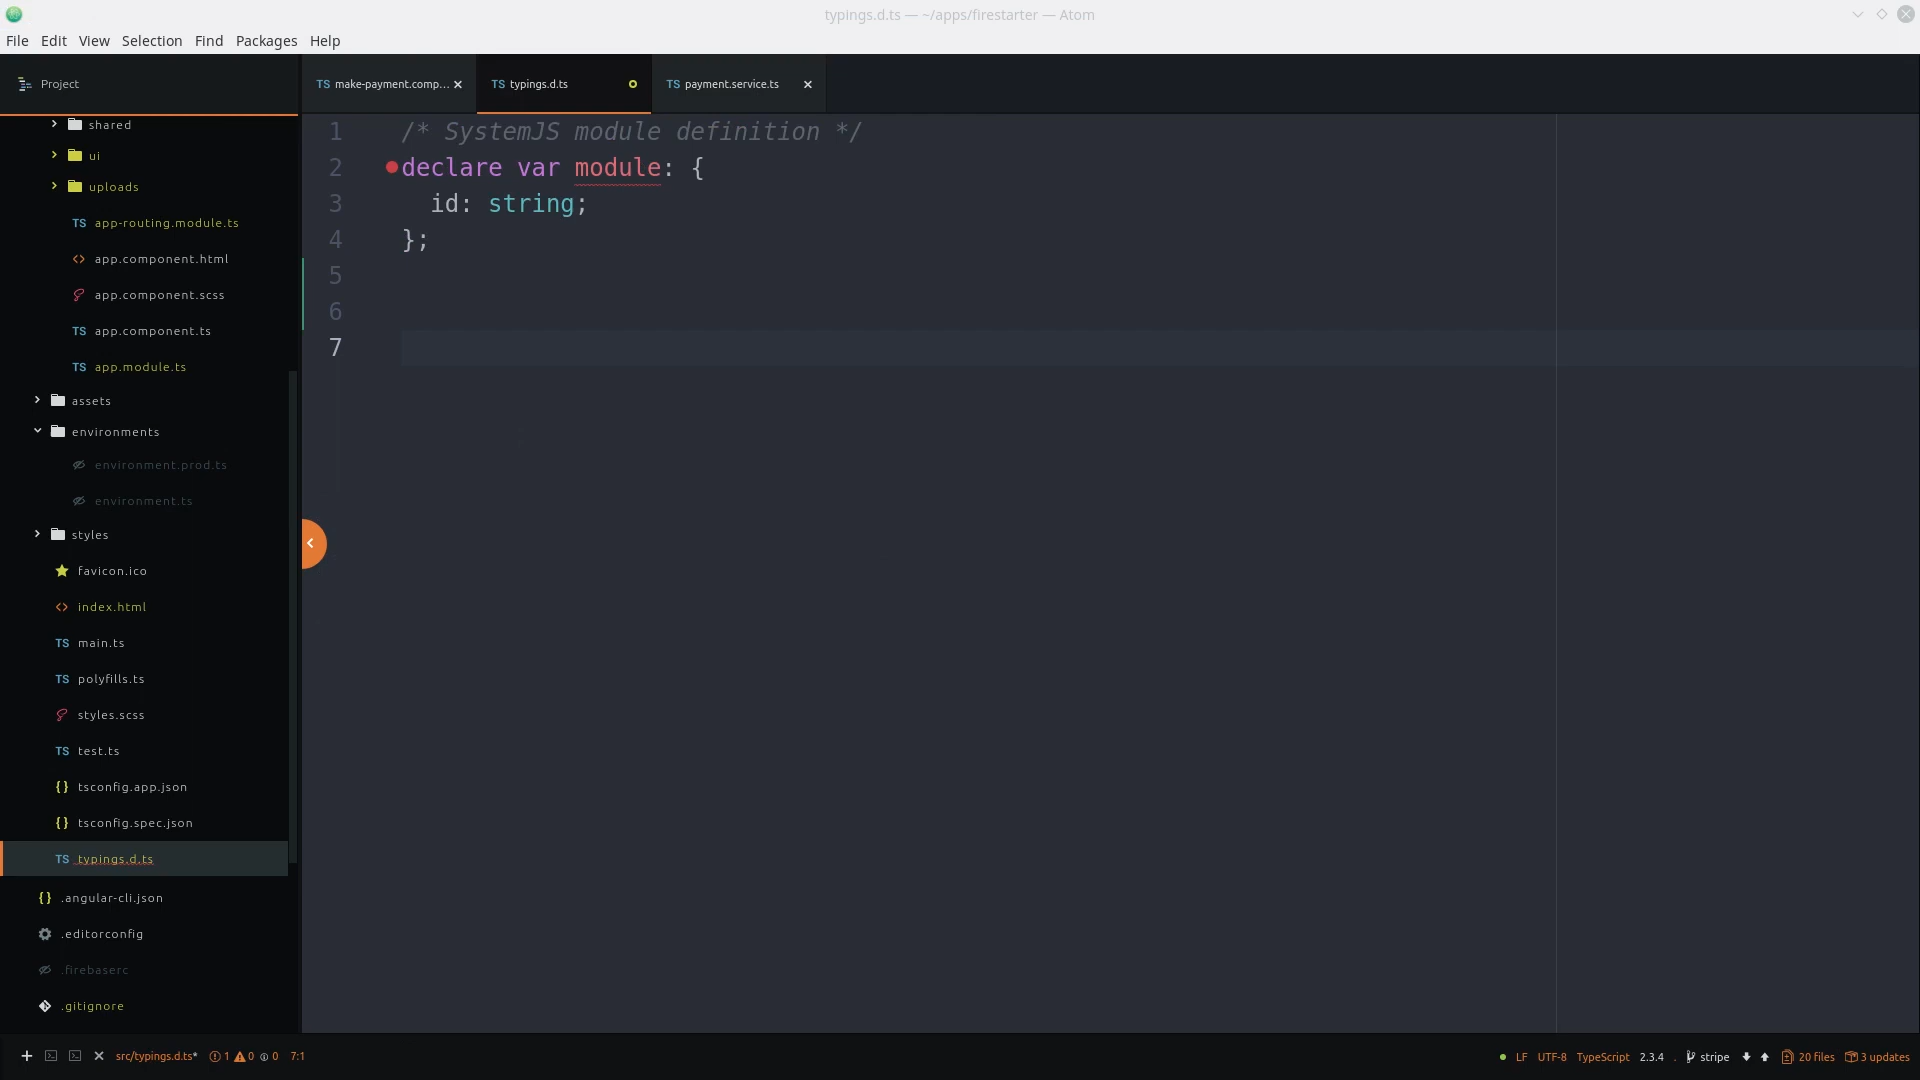 typings.d.ts — ~/apps/firestarter — Atom
File Edit View Selection Find Packages Help
Project
TS make-payment.comp...
TS typings.d.ts
TS payment.service.ts
shared
ui
uploads
TS app-routing.module.ts
<> app.component.html
app.component.scss
TS app.component.ts
TS app.module.ts
assets
environments
environment.prod.ts
environment.ts
styles
favicon.ico
<> index.html
TS main.ts
TS polyfills.ts
styles.scss
TS test.ts
{} tsconfig.app.json
{} tsconfig.spec.json
TS typings.d.ts
{} .angular-cli.json
.editorconfig
.firebaserc
.gitignore
1 /* SystemJS module definition */
2 declare var module: {
3 id: string;
4 };
5
6
7
src/typings.d.ts* 1 0 0 7:1
LF UTF-8 TypeScript 2.3.4 . stripe 20 files 3 updates